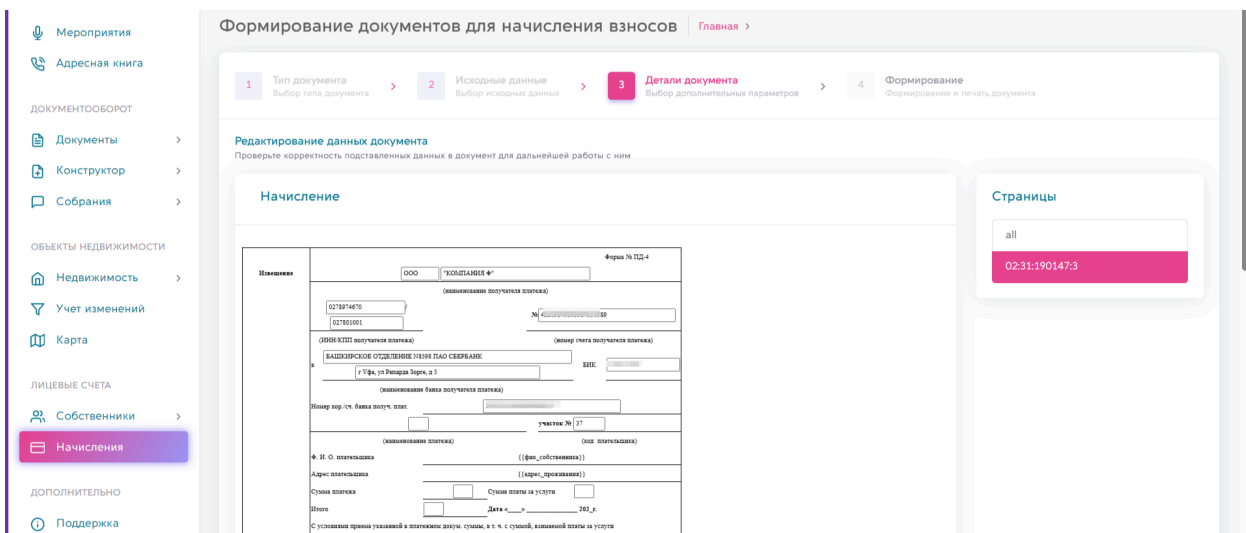 Мероприятия
Адресная книга
ДОКУМЕНТООБОРОТ
Документы
Конструктор
Собрания
ОБЪЕКТЫ НЕДВИЖИМОСТИ
Недвижимость
Учет изменений
Карта
ЛИЦЕВЫЕ СЧЕТА
Собственники
Начисления
ДОПОЛНИТЕЛЬНО
Поддержка
Формирование документов для начисления взносов Главная >
1 Тип документа
Выбор типа документа
2 Исходные данные
Выбор исходных данных
3 Детали документа
Выбор дополнительных параметров
4 Формирование
Формирование и печать документа
Редактирование данных документа
Проверьте корректность подставленных данных в документ для дальнейшей работы с ним
Начисление
Форма № ПД-4
Извещение
ООО "КОМПАНИЯ Ф"
(наименование получателя платежа)
0278974670 /
027801001
№
(ИНН/КПП получателя платежа) (номер счета получателя платежа)
в БАШКИРСКОЕ ОТДЕЛЕНИЕ N8598 ПАО СБЕРБАНК
г Уфа, ул Рихарда Зорге, д 5
БИК
(наименование банка получателя платежа)
Номер кор./сч. банка получ. плат.
участок № 37
(наименование платежа) (код плательщика)
Ф. И. О. плательщика {{фио_собственника}}
Адрес плательщика {{адрес_проживания}}
Сумма платежа Сумма платы за услуги
Итого Дата «____» ______________ 202_г.
С условиями приема указанной в платежном докум. суммы, в т. ч. с суммой, взимаемой платы за услуги
Страницы
all
02:31:190147:3